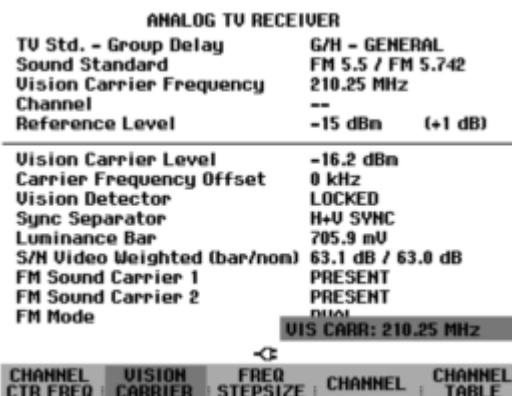 ANALOG TV RECEIVER
TV Std. - Group Delay G/H - GENERAL
Sound Standard FM 5.5 / FM 5.742
Vision Carrier Frequency 210.25 MHz
Channel --
Reference Level -15 dBm (+1 dB)
Vision Carrier Level -16.2 dBm
Carrier Frequency Offset 0 kHz
Vision Detector LOCKED
Sync Separator H+V SYNC
Luminance Bar 705.9 mV
S/N Video Weighted (bar/nom) 63.1 dB / 63.0 dB
FM Sound Carrier 1 PRESENT
FM Sound Carrier 2 PRESENT
FM Mode DUAL
VIS CARR: 210.25 MHz
CHANNEL CTR FREQ VISION CARRIER FREQ STEPSIZE CHANNEL CHANNEL TABLE